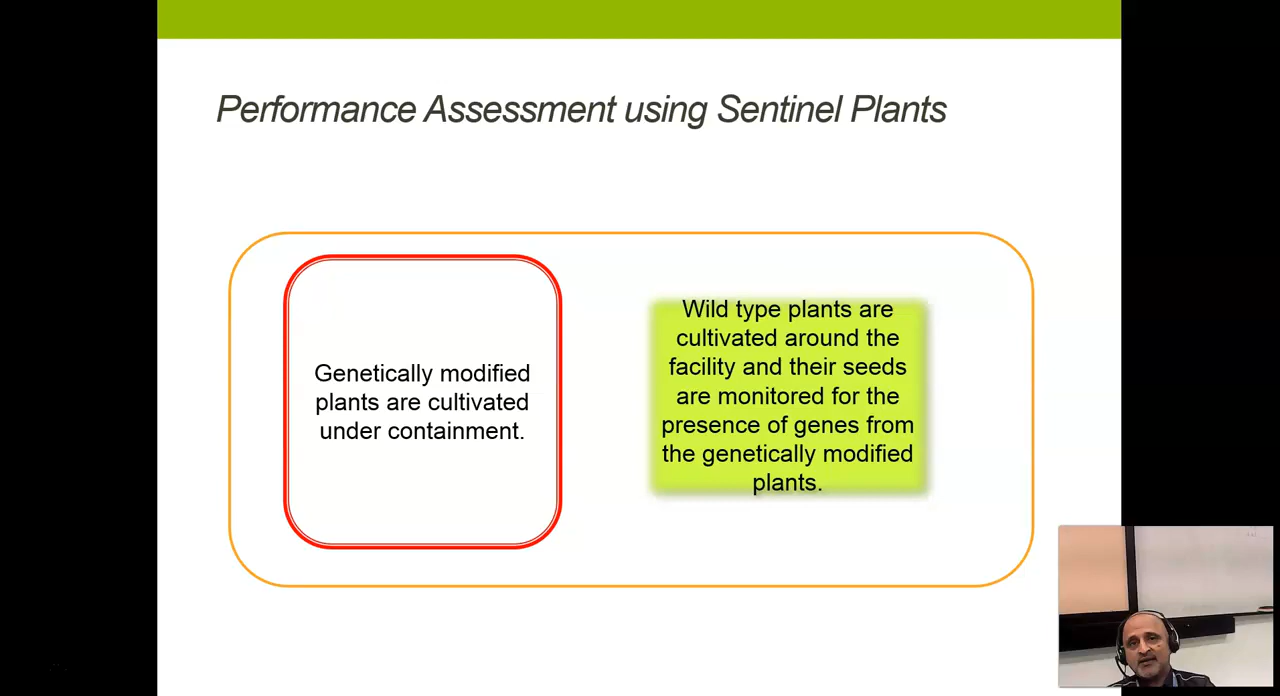 Performance Assessment using Sentinel Plants
Genetically modified
plants are cultivated
under containment.
Wild type plants are
cultivated around the
facility and their seeds
are monitored for the
presence of genes from
the genetically modified
plants.